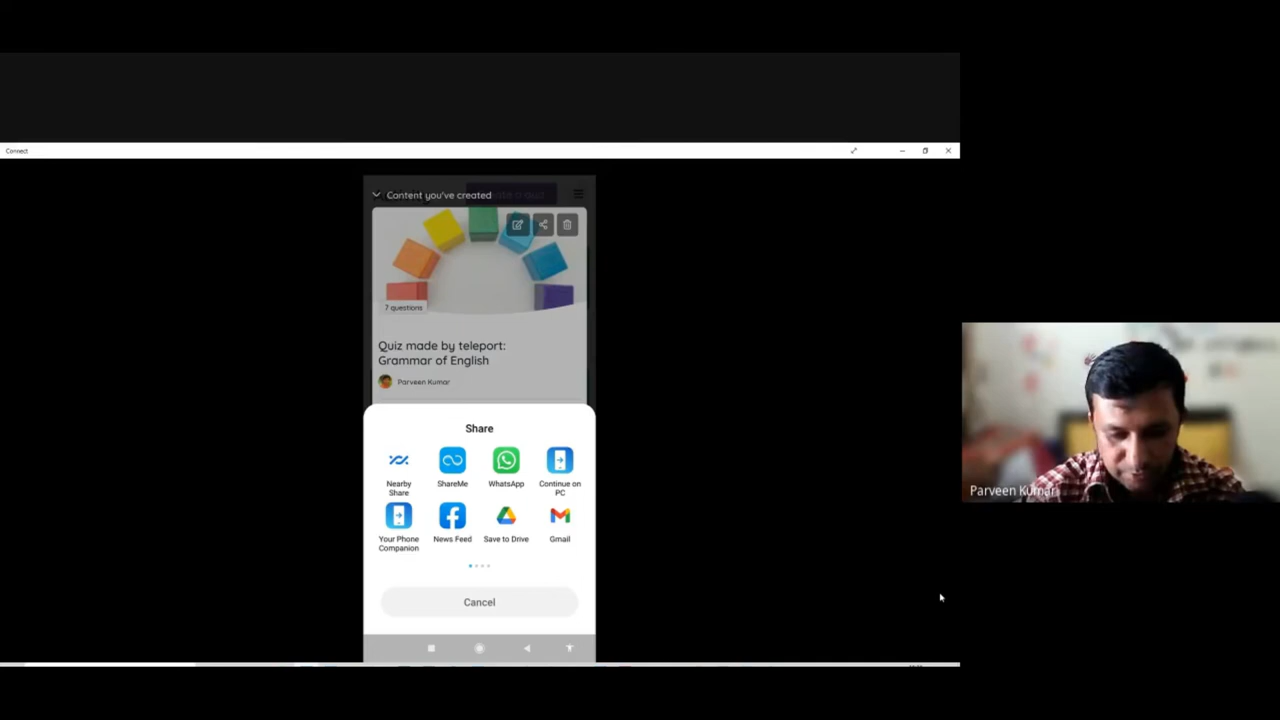 Connect
Content you've created
7 questions
Quiz made by teleport:
Grammar of English
Parveen Kumar
Share
Nearby
Share
ShareMe
WhatsApp
Continue on
PC
Your Phone
Companion
News Feed
Save to Drive
Gmail
Cancel
Parveen Kumar